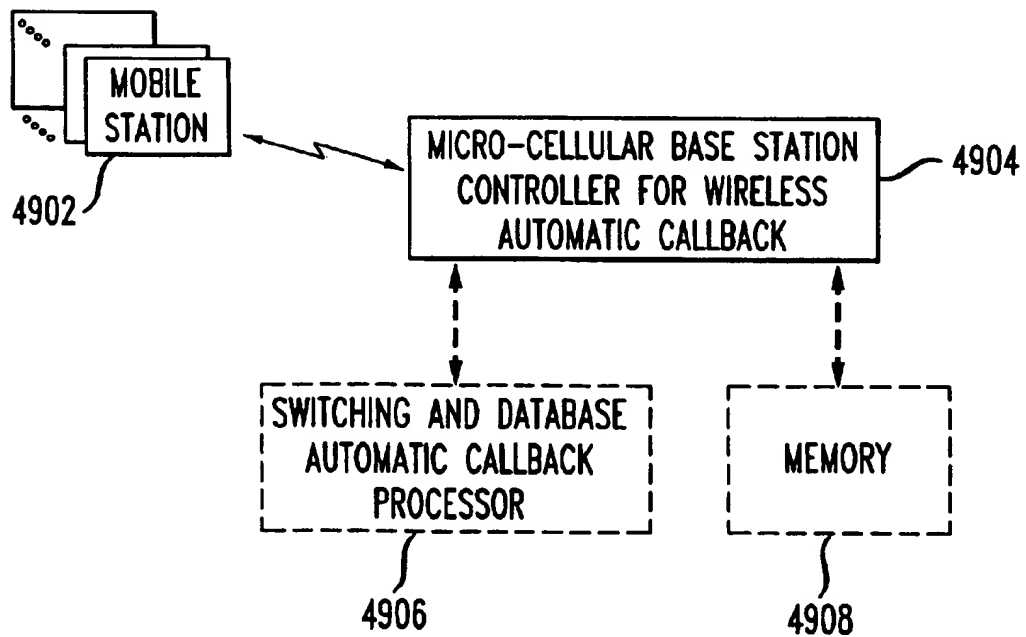 MOBILE
STATION
4902
MICRO-CELLULAR BASE STATION
CONTROLLER FOR WIRELESS
AUTOMATIC CALLBACK
4904
SWITCHING AND DATABASE
AUTOMATIC CALLBACK
PROCESSOR
4906
MEMORY
4908